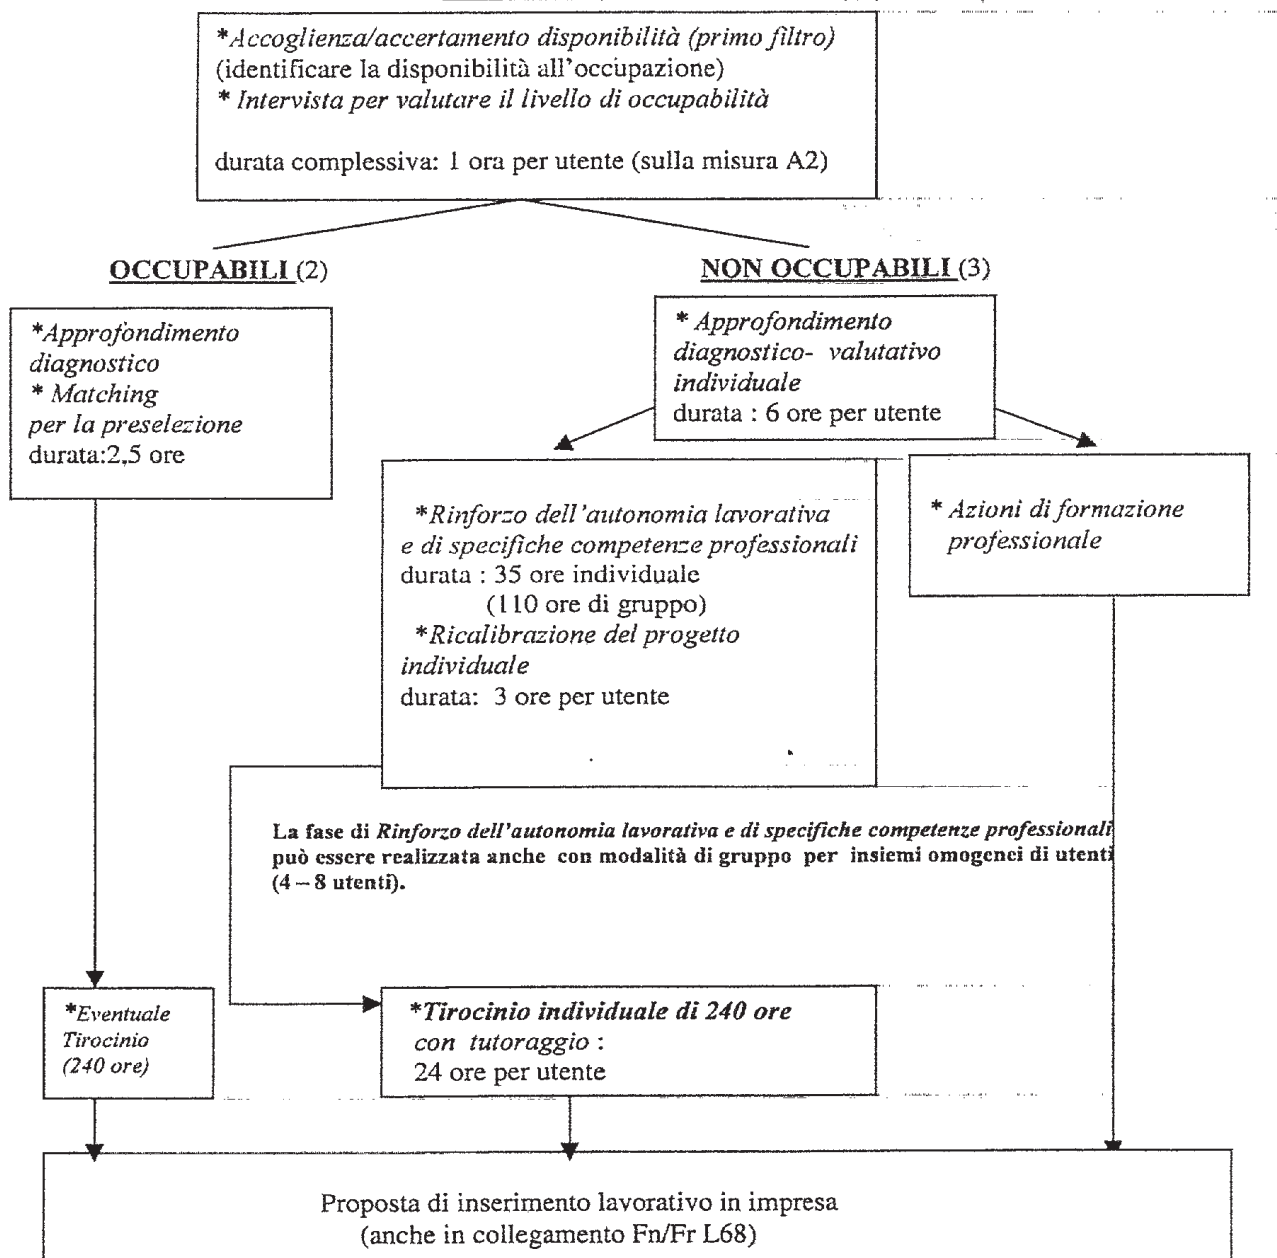 *Accoglienza/accertamento disponibilità (primo filtro)
(identificare la disponibilità all'occupazione)
* Intervista per valutare il livello di occupabilità
durata complessiva: 1 ora per utente (sulla misura A2)
OCCUPABILI (2)
NON OCCUPABILI (3)
*Approfondimento
diagnostico
* Matching
per la preselezione
durata:2,5 ore
* Approfondimento
diagnostico- valutativo
individuale
durata : 6 ore per utente
*Rinforzo dell'autonomia lavorativa
e di specifiche competenze professionali
durata : 35 ore individuale
(110 ore di gruppo)
*Ricalibrazione del progetto
individuale
durata: 3 ore per utente
* Azioni di formazione
professionale
La fase di Rinforzo dell'autonomia lavorativa e di specifiche competenze professionali
può essere realizzata anche con modalità di gruppo per insiemi omogenei di utenti
(4 – 8 utenti).
*Eventuale
Tirocinio
(240 ore)
*Tirocinio individuale di 240 ore
con tutoraggio :
24 ore per utente
Proposta di inserimento lavorativo in impresa
(anche in collegamento Fn/Fr L68)